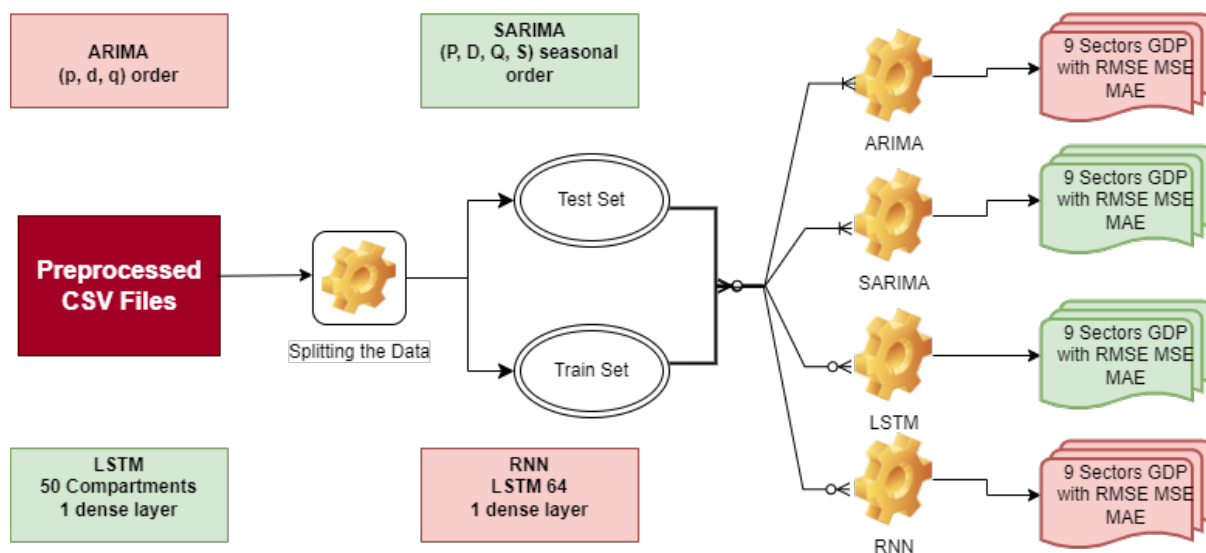 ARIMA
(p, d, q) order
SARIMA
(P, D, Q, S) seasonal
order
9 Sectors GDP
with RMSE MSE
MAE
ARIMA
Preprocessed
CSV Files
Splitting the Data
Test Set
Train Set
9 Sectors GDP
with RMSE MSE
MAE
SARIMA
9 Sectors GDP
with RMSE MSE
MAE
LSTM
LSTM
50 Compartments
1 dense layer
RNN
LSTM 64
1 dense layer
9 Sectors GDP
with RMSE MSE
MAE
RNN